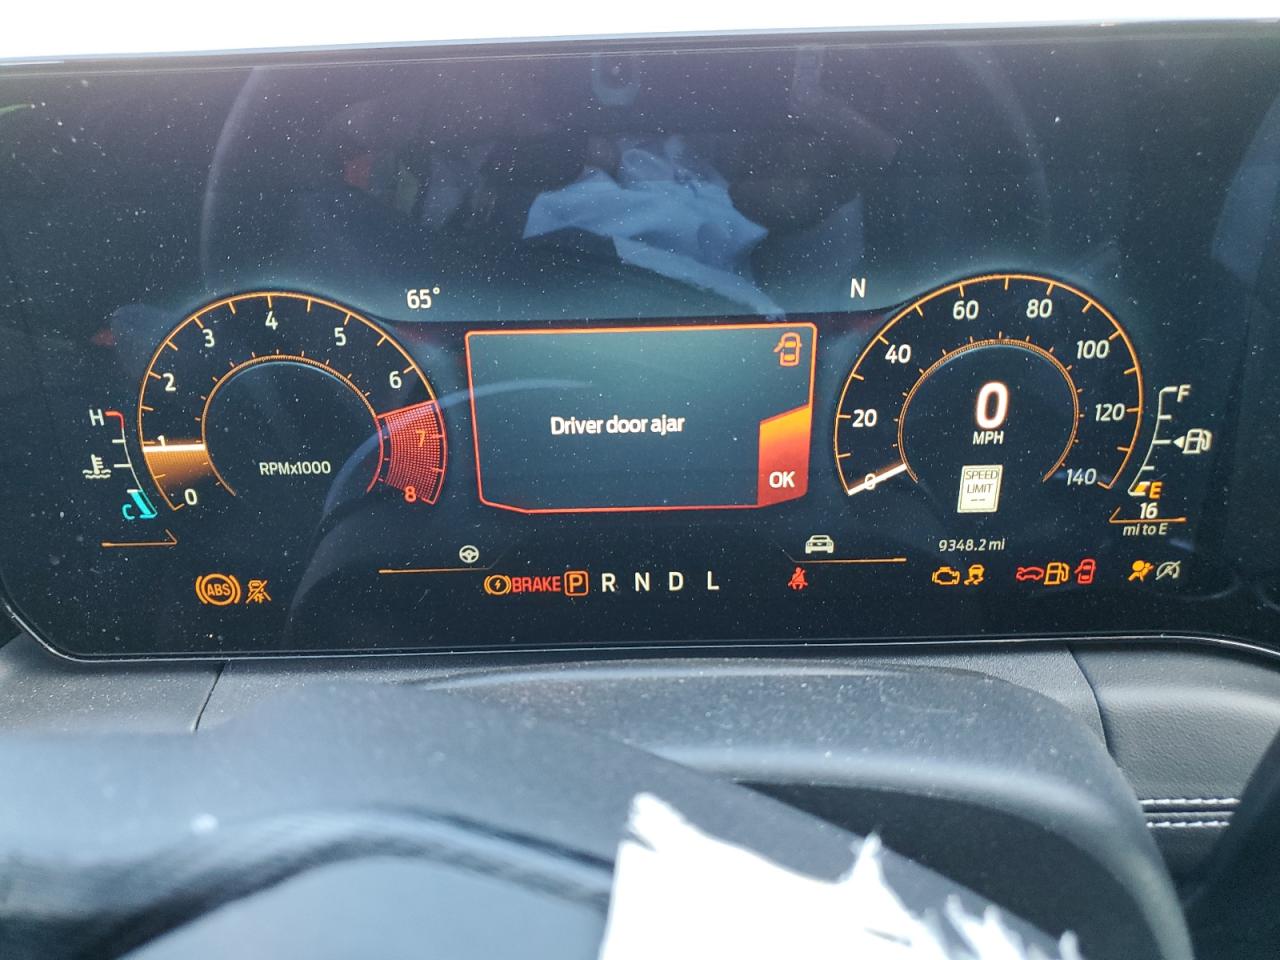 65°
N
0
1
2
3
4
5
6
7
8
RPMx1000
H
C
Driver door ajar
OK
0
20
40
60
80
100
120
140
0
MPH
SPEED
LIMIT
--
F
E
16
mi to E
9348.2 mi
ABS
BRAKE P R N D L